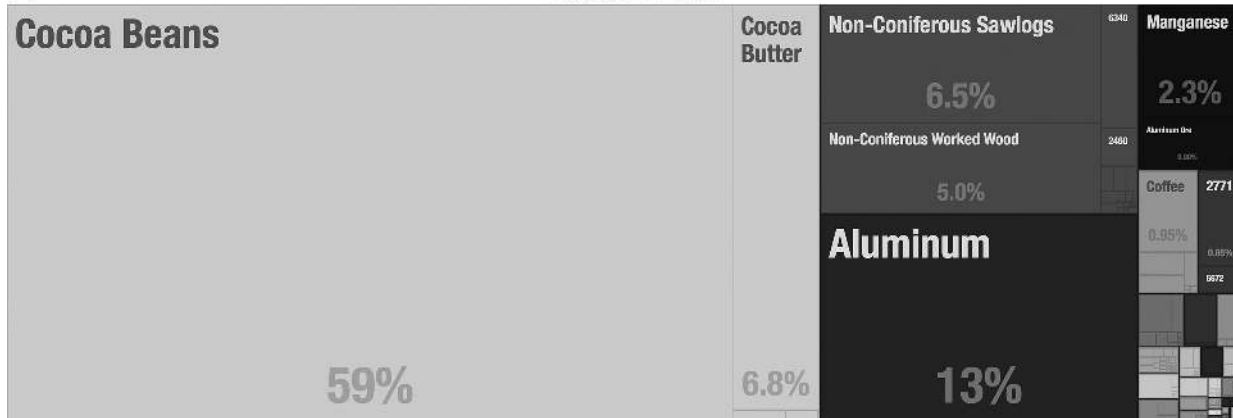 Cocoa Beans
59%
Cocoa
Butter
6.8%
Non-Coniferous Sawlogs
6.5%
6340
Non-Coniferous Worked Wood
5.0%
2460
Aluminum
13%
Manganese
2.3%
Aluminum Ore
Coffee
0.95%
2771
0.85%
6672